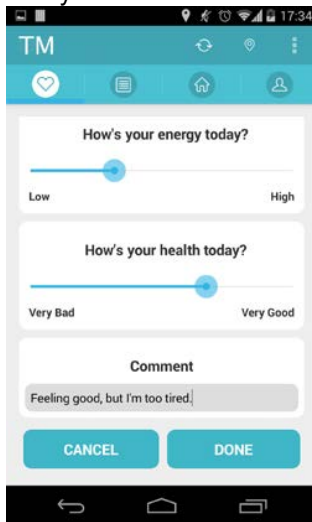 17:34
TM
How's your energy today?
Low High
How's your health today?
Very Bad Very Good
Comment
Feeling good, but I'm too tired.
CANCEL DONE